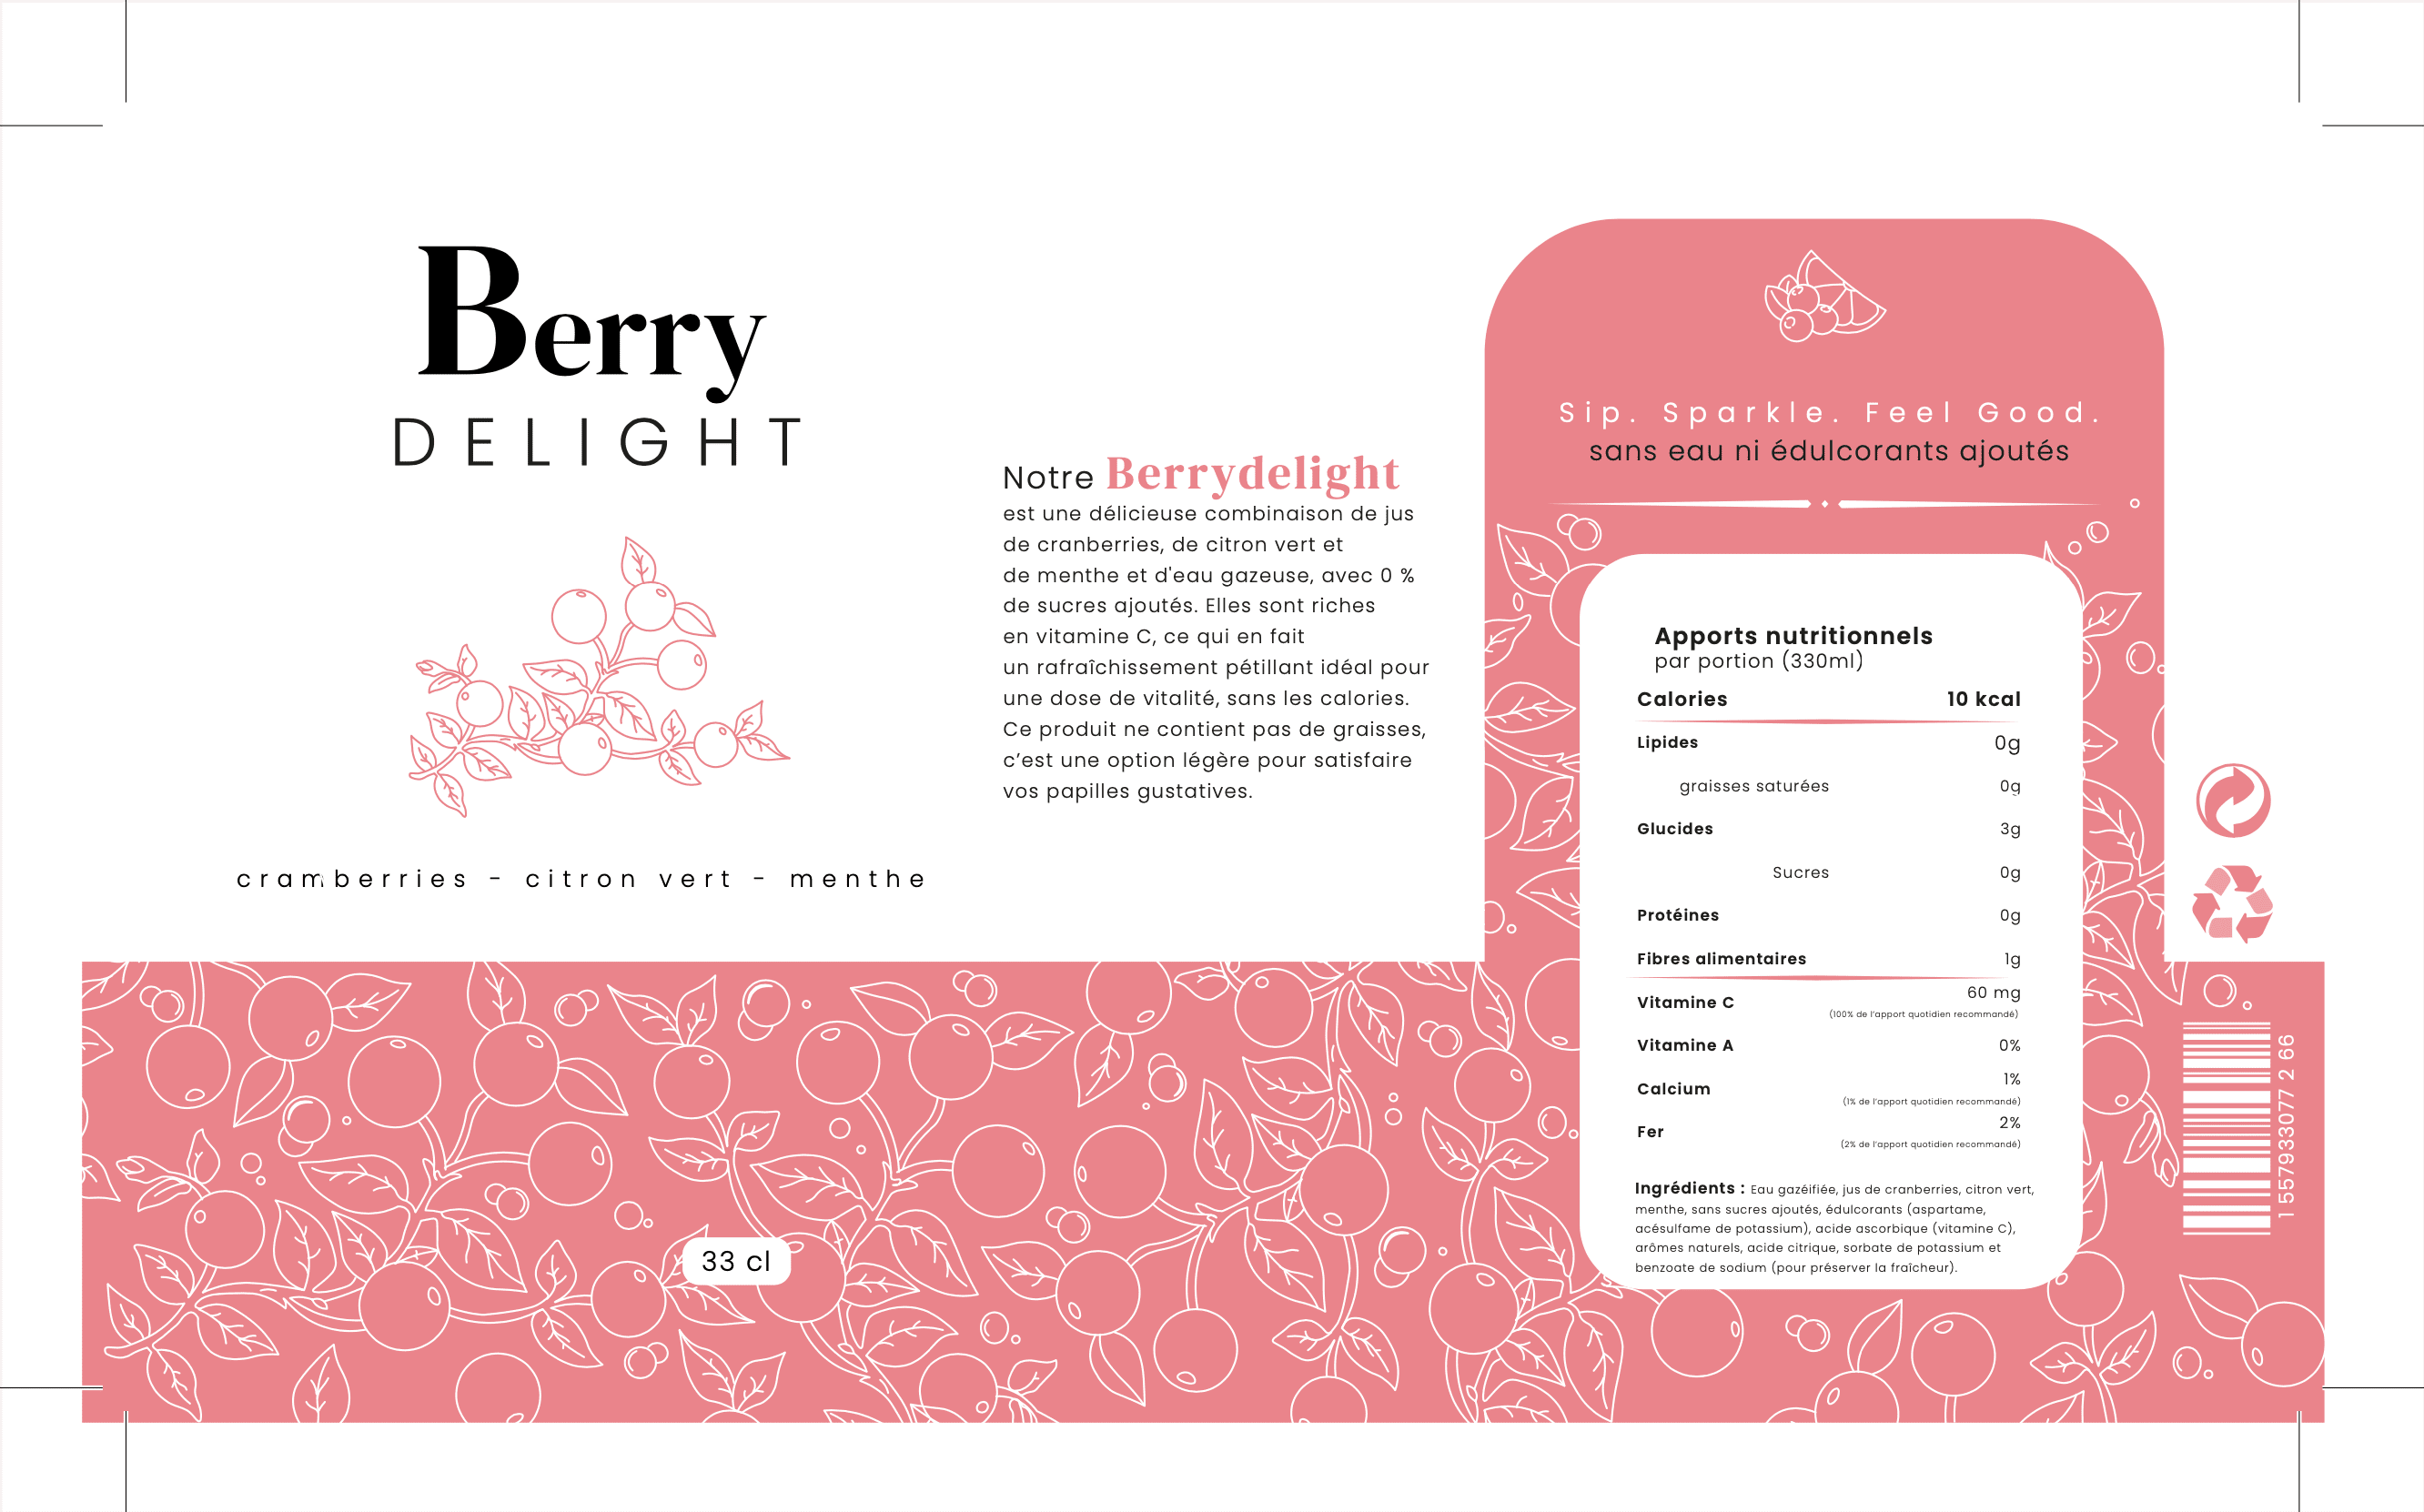 Berry
DELIGHT
cramberries - citron vert - menthe
33 cl
Notre Berrydelight
est une délicieuse combinaison de jus
de cranberries, de citron vert et
de menthe et d'eau gazeuse, avec 0 %
de sucres ajoutés. Elles sont riches
en vitamine C, ce qui en fait
un rafraîchissement pétillant idéal pour
une dose de vitalité, sans les calories.
Ce produit ne contient pas de graisses,
c’est une option légère pour satisfaire
vos papilles gustatives.
Sip. Sparkle. Feel Good.
sans eau ni édulcorants ajoutés
Apports nutritionnels
par portion (330ml)
Calories 10 kcal
Lipides 0g
graisses saturées 0g
Glucides 3g
Sucres 0g
Protéines 0g
Fibres alimentaires 1g
Vitamine C 60 mg
(100% de l’apport quotidien recommandé)
Vitamine A 0%
Calcium 1%
(1% de l’apport quotidien recommandé)
Fer 2%
(2% de l’apport quotidien recommandé)
Ingrédients : Eau gazéifiée, jus de cranberries, citron vert,
menthe, sans sucres ajoutés, édulcorants (aspartame,
acésulfame de potassium), acide ascorbique (vitamine C),
arômes naturels, acide citrique, sorbate de potassium et
benzoate de sodium (pour préserver la fraîcheur).
1 557933077 2 66